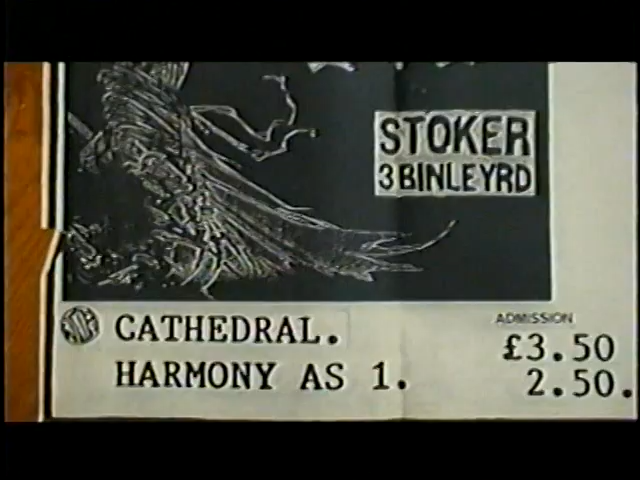 STOKER
3 BINLEYRD
CATHEDRAL.
HARMONY AS 1.
ADMISSION
£3.50
2.50.